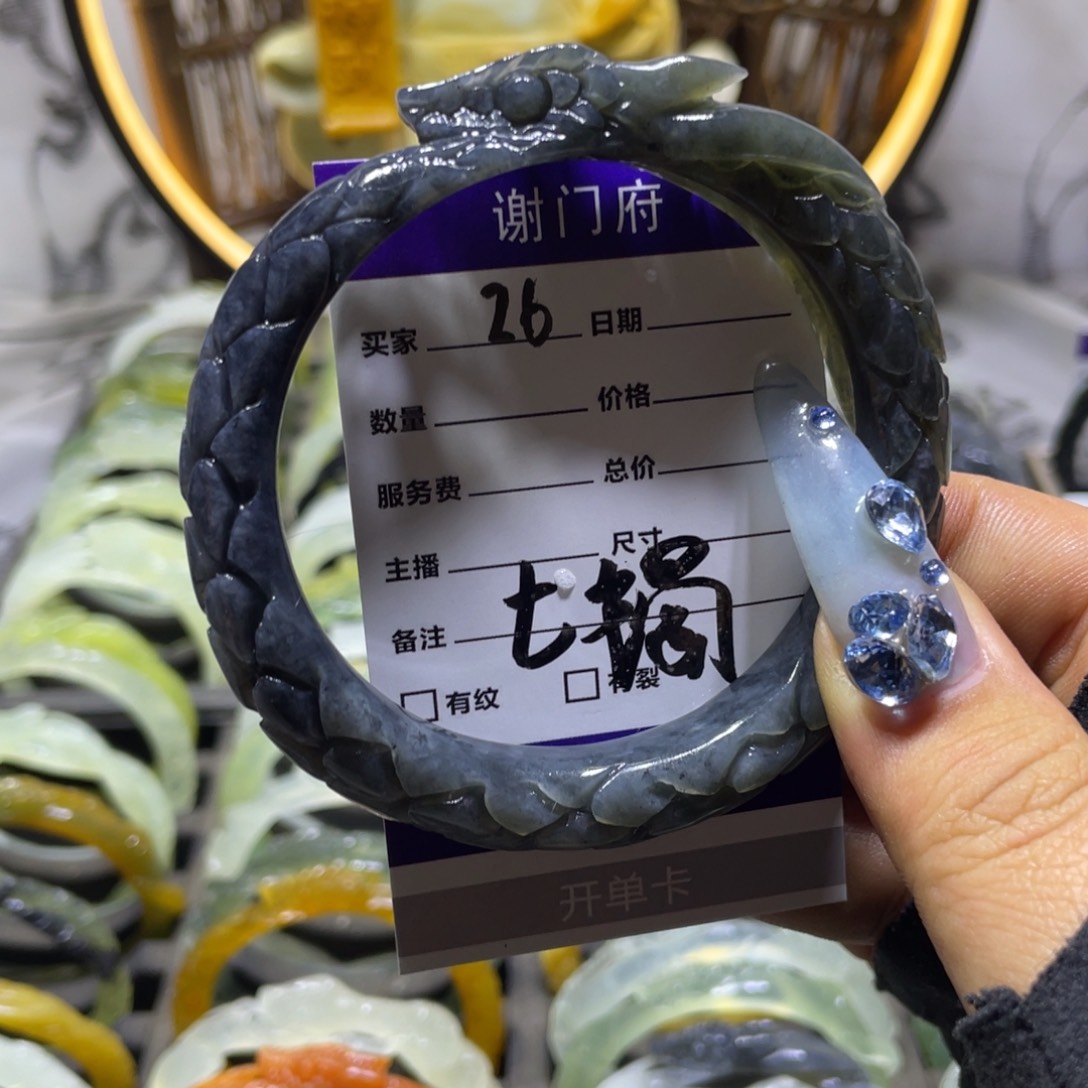 谢门府
买家 26 日期
数量 价格
服务费 总价
主播 尺寸
备注 七锅
有纹 有裂
开单卡